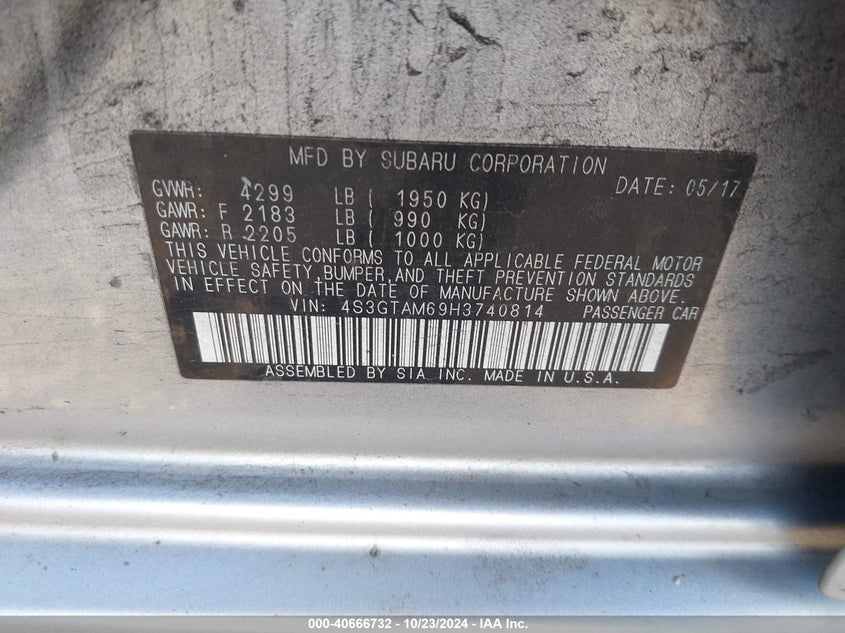 MFD BY SUBARU CORPORATION
DATE: 05/17
GVWR: 4299 LB ( 1950 KG)
GAWR: F 2183 LB ( 990 KG)
GAWR: R 2205 LB ( 1000 KG)
THIS VEHICLE CONFORMS TO ALL APPLICABLE FEDERAL MOTOR
VEHICLE SAFETY, BUMPER, AND THEFT PREVENTION STANDARDS
IN EFFECT ON THE DATE OF MANUFACTURE SHOWN ABOVE.
VIN: 4S3GTAM69H3740814 PASSENGER CAR
ASSEMBLED BY SIA INC. MADE IN U.S.A.
000-40666732 - 10/23/2024 - IAA Inc.